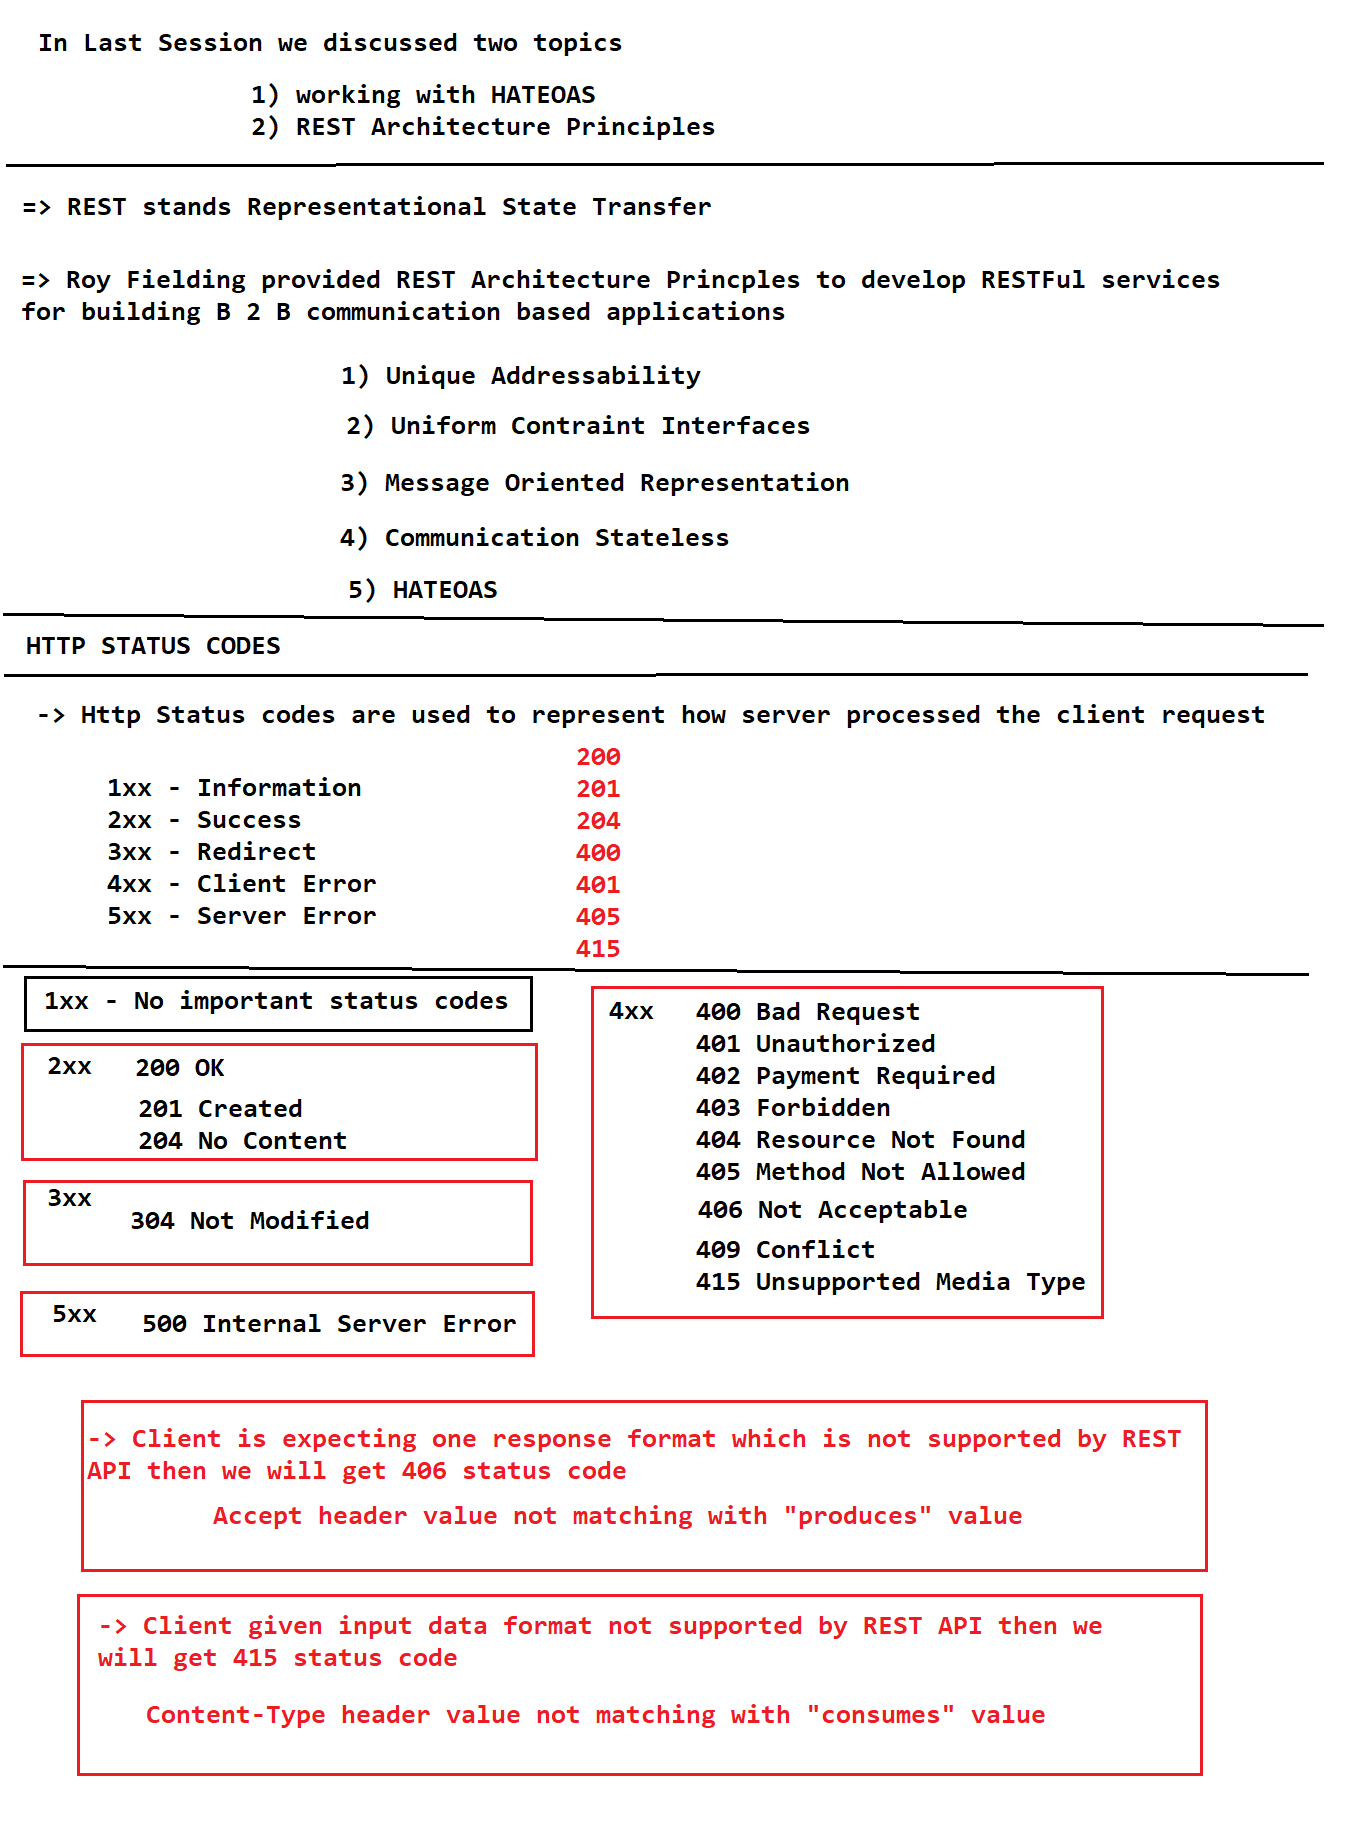 In Last Session we discussed two topics
1) working with HATEOAS
2) REST Architecture Principles
=> REST stands Representational State Transfer
=> Roy Fielding provided REST Architecture Princples to develop RESTFul services
for building B 2 B communication based applications
1) Unique Addressability
2) Uniform Contraint Interfaces
3) Message Oriented Representation
4) Communication Stateless
5) HATEOAS
HTTP STATUS CODES
-> Http Status codes are used to represent how server processed the client request
1xx - Information
2xx - Success
3xx - Redirect
4xx - Client Error
5xx - Server Error
200
201
204
400
401
405
415
1xx - No important status codes
2xx 200 OK
201 Created
204 No Content
3xx
304 Not Modified
5xx 500 Internal Server Error
4xx 400 Bad Request
401 Unauthorized
402 Payment Required
403 Forbidden
404 Resource Not Found
405 Method Not Allowed
406 Not Acceptable
409 Conflict
415 Unsupported Media Type
-> Client is expecting one response format which is not supported by REST
API then we will get 406 status code
Accept header value not matching with "produces" value
-> Client given input data format not supported by REST API then we
will get 415 status code
Content-Type header value not matching with "consumes" value